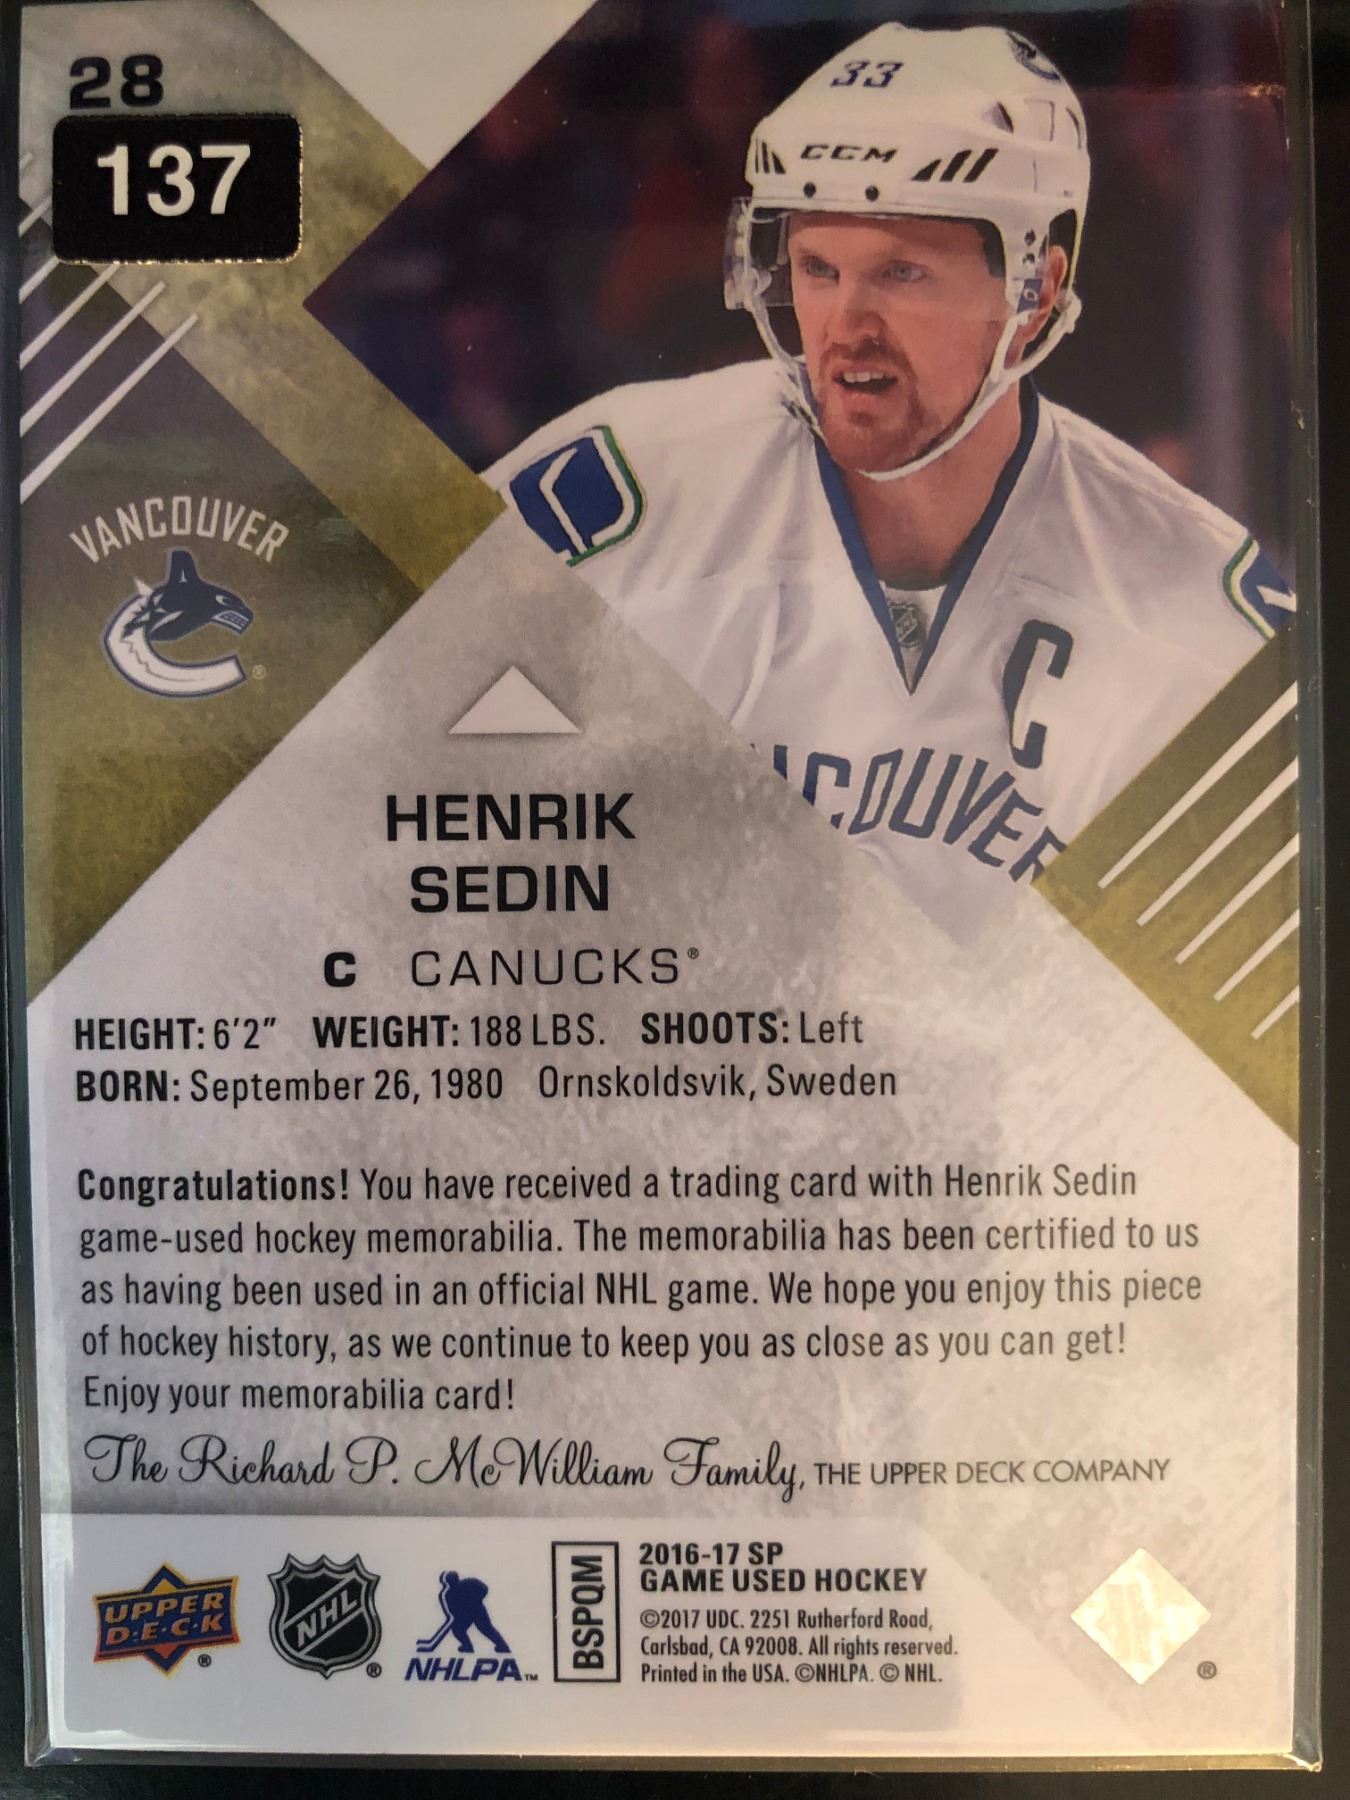 28
137
33
CCM
VANCOUVER
®
C
COUVER
HENRIK
SEDIN
C CANUCKS®
HEIGHT: 6'2" WEIGHT: 188 LBS. SHOOTS: Left
BORN: September 26, 1980 Ornskoldsvik, Sweden
Congratulations! You have received a trading card with Henrik Sedin
game-used hockey memorabilia. The memorabilia has been certified to us
as having been used in an official NHL game. We hope you enjoy this piece
of hockey history, as we continue to keep you as close as you can get!
Enjoy your memorabilia card!
The Richard P. McWilliam Family, THE UPPER DECK COMPANY
UPPER
D·E·C·K
®
NHL
®
NHLPA™
BSPQM
2016-17 SP
GAME USED HOCKEY
©2017 UDC. 2251 Rutherford Road,
Carlsbad, CA 92008. All rights reserved.
Printed in the USA. ©NHLPA. © NHL.
®